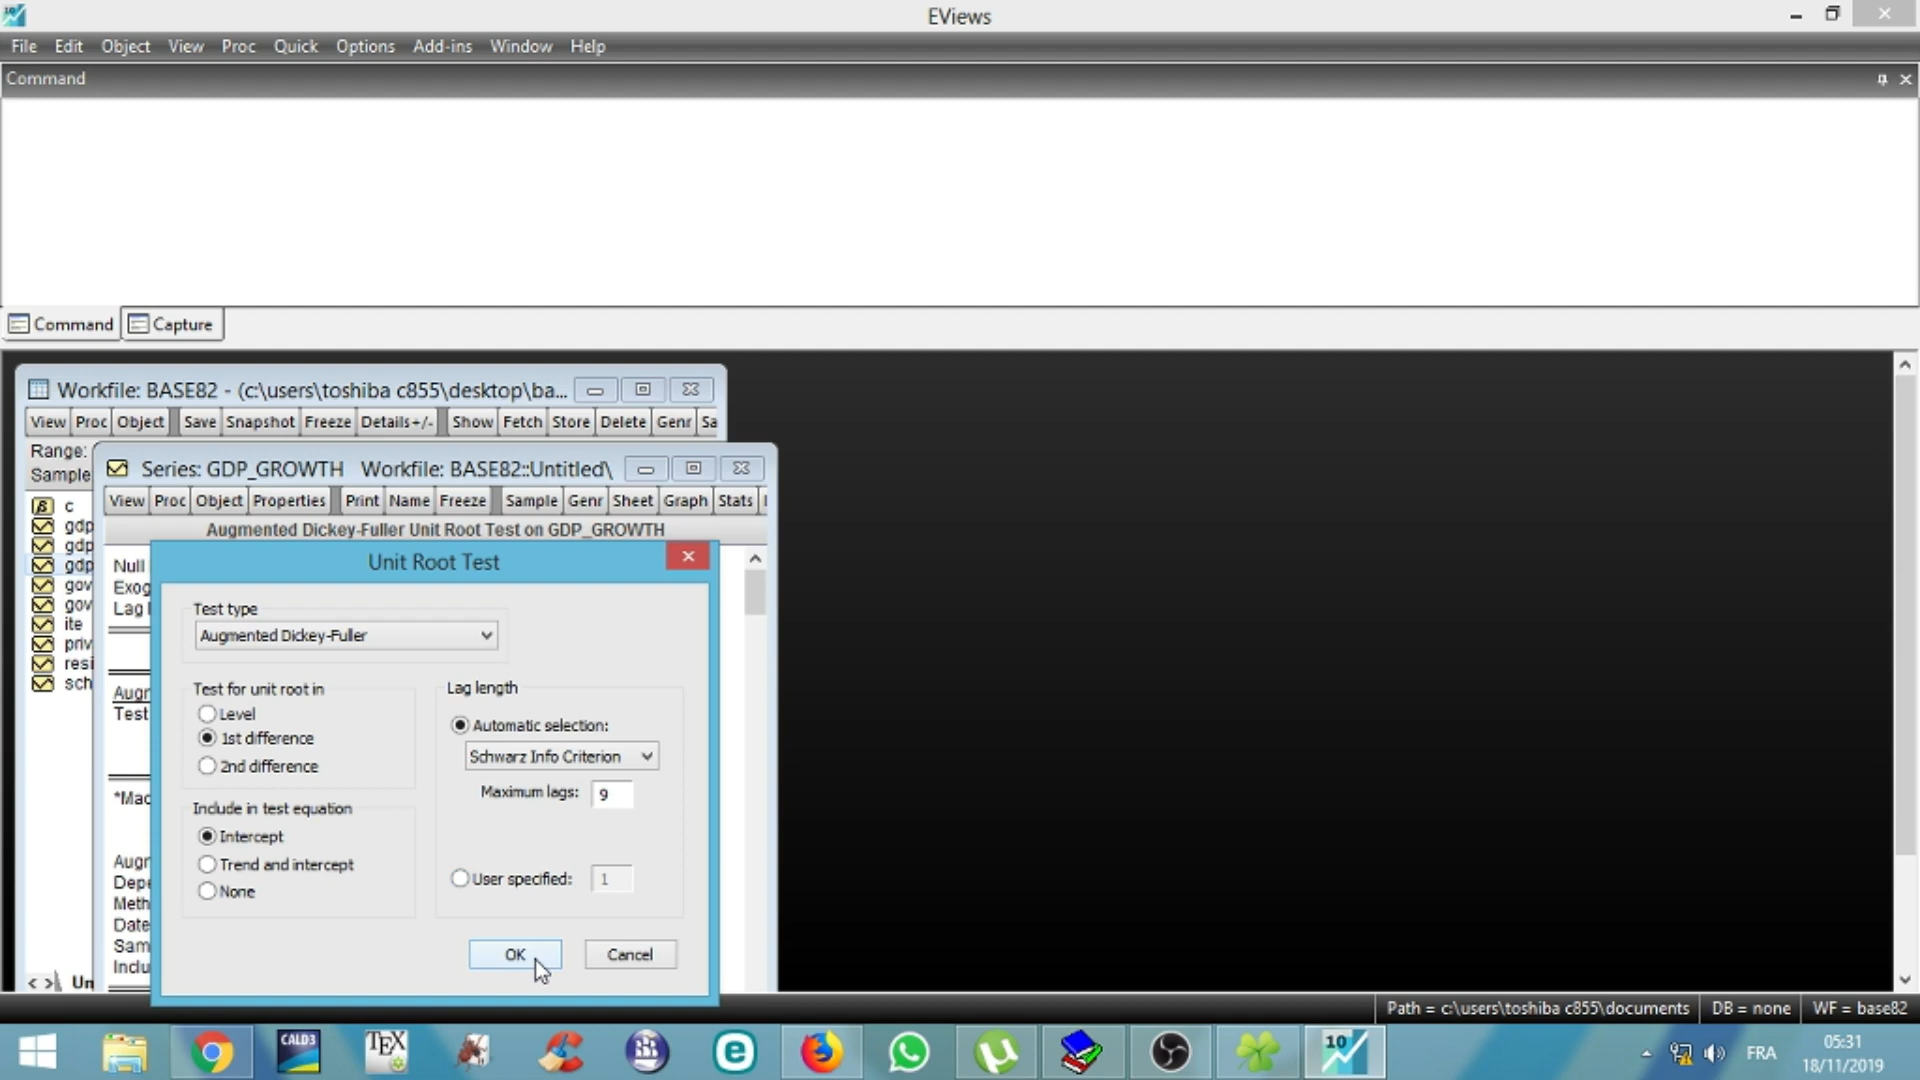 EViews
File Edit Object View Proc Quick Options Add-ins Window Help
Command
Command Capture
Workfile: BASE82 - (c:\users\toshiba c855\desktop\ba...
View Proc Object Save Snapshot Freeze Details+/- Show Fetch Store Delete Genr Sa
Range:
Sample
c
gdp
gdp
gdp
gov
gov
ite
priv
resi
sch
Un
Series: GDP_GROWTH Workfile: BASE82::Untitled\
View Proc Object Properties Print Name Freeze Sample Genr Sheet Graph Stats
Augmented Dickey-Fuller Unit Root Test on GDP_GROWTH
Null
Exog
Lag
Augr
Test
*Mac
Augr
Depe
Meth
Date
Sam
Inclu
Unit Root Test
Test type
Augmented Dickey-Fuller
Test for unit root in
Level
1st difference
2nd difference
Include in test equation
Intercept
Trend and intercept
None
Lag length
Automatic selection:
Schwarz Info Criterion
Maximum lags: 9
User specified: 1
OK Cancel
Path = c:\users\toshiba c855\documents DB = none WF = base82
CALD3
TEX
10
FRA
05:31
18/11/2019